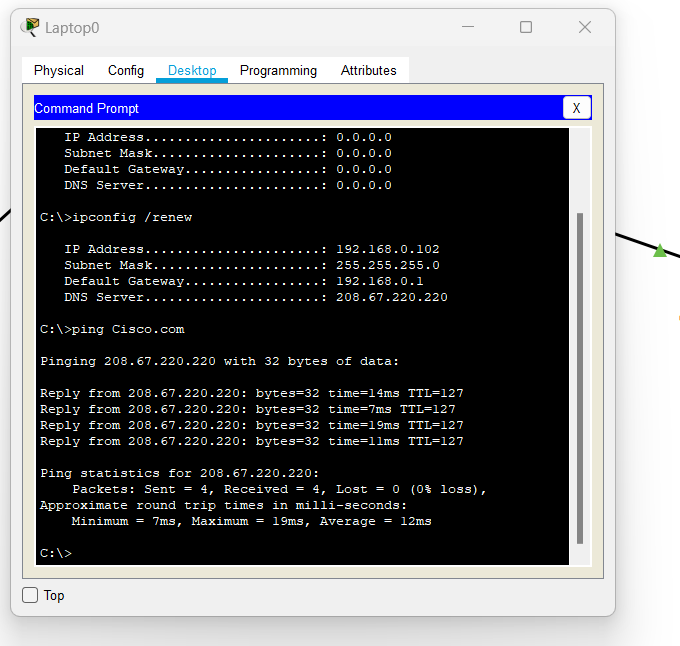 Laptop0
Physical Config Desktop Programming Attributes
Command Prompt X
IP Address......................: 0.0.0.0
Subnet Mask.....................: 0.0.0.0
Default Gateway.................: 0.0.0.0
DNS Server......................: 0.0.0.0
C:\>ipconfig /renew
IP Address......................: 192.168.0.102
Subnet Mask.....................: 255.255.255.0
Default Gateway.................: 192.168.0.1
DNS Server......................: 208.67.220.220
C:\>ping Cisco.com
Pinging 208.67.220.220 with 32 bytes of data:
Reply from 208.67.220.220: bytes=32 time=14ms TTL=127
Reply from 208.67.220.220: bytes=32 time=7ms TTL=127
Reply from 208.67.220.220: bytes=32 time=19ms TTL=127
Reply from 208.67.220.220: bytes=32 time=11ms TTL=127
Ping statistics for 208.67.220.220:
Packets: Sent = 4, Received = 4, Lost = 0 (0% loss),
Approximate round trip times in milli-seconds:
Minimum = 7ms, Maximum = 19ms, Average = 12ms
C:\>
Top